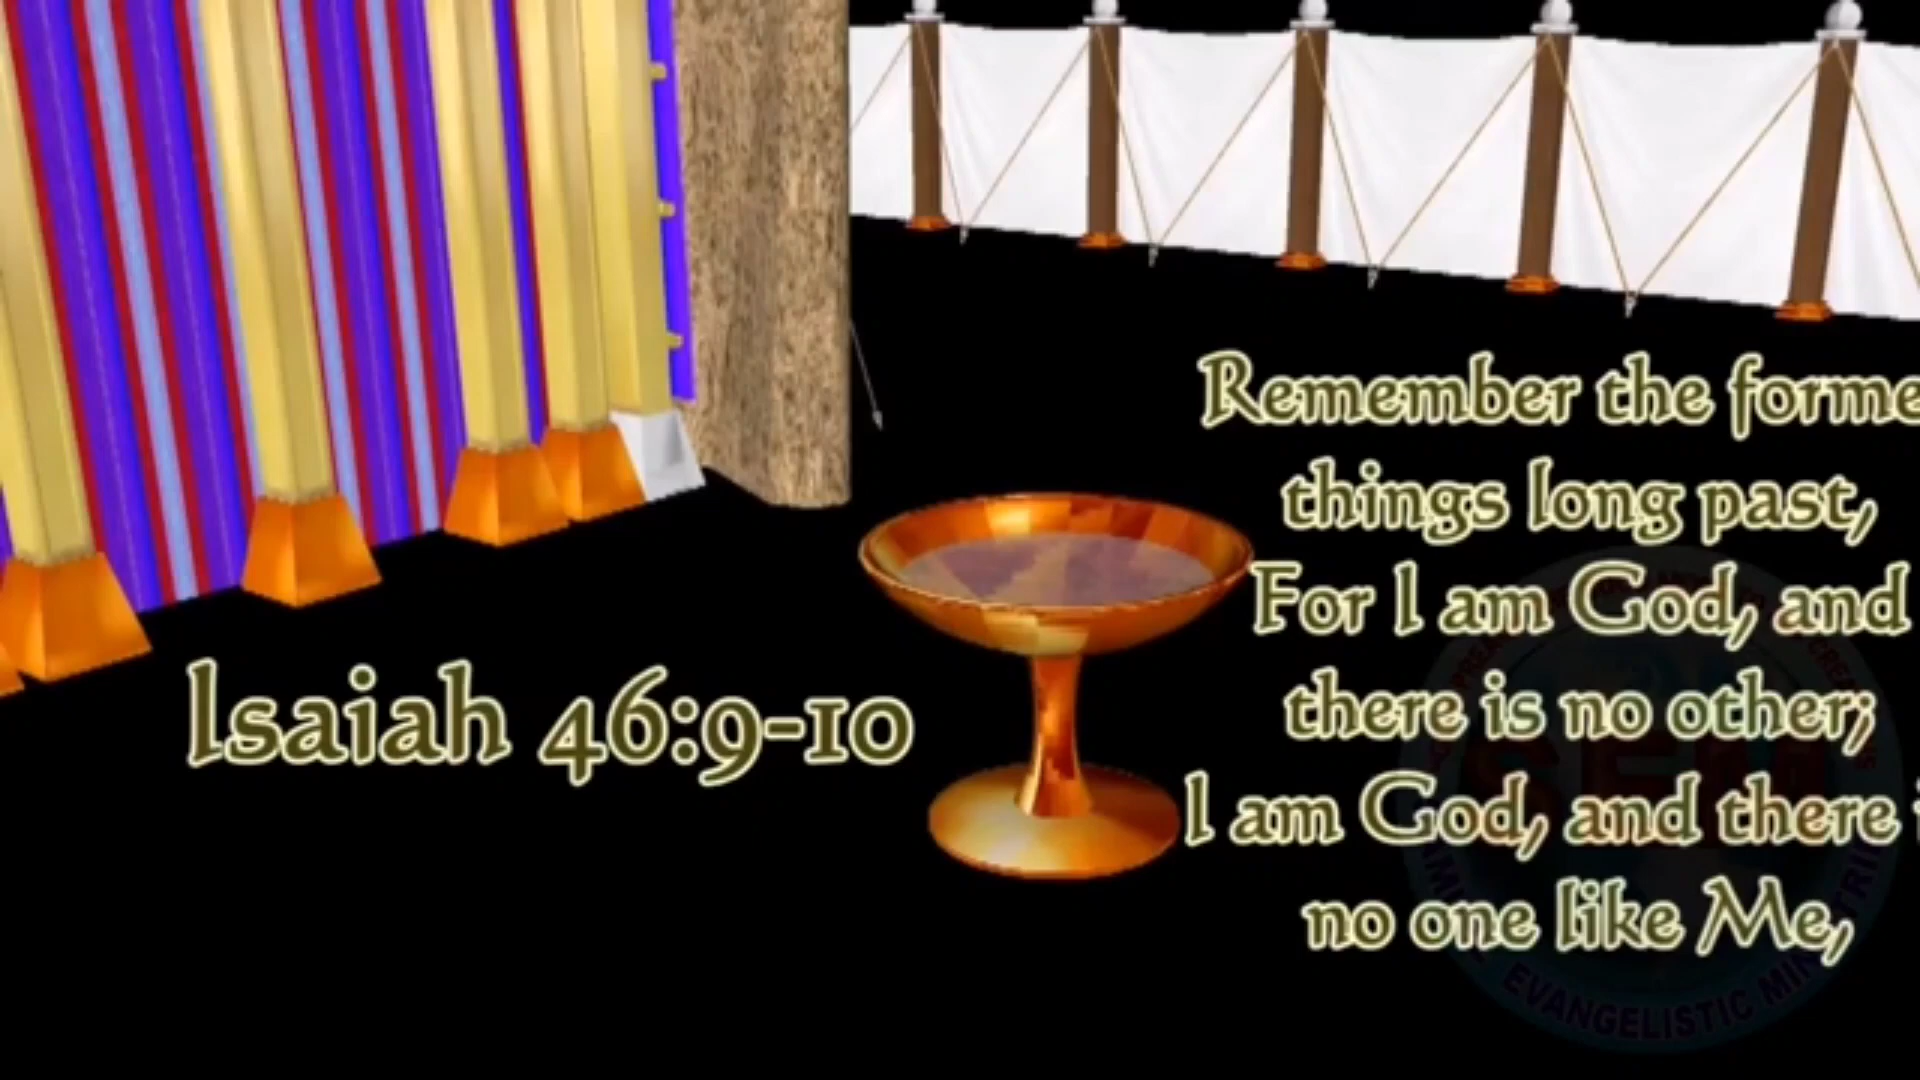 Isaiah 46:9-10
Remember the forme
things long past,
For I am God, and
there is no other;
I am God, and there i
no one like Me,
EVANGELISTIC